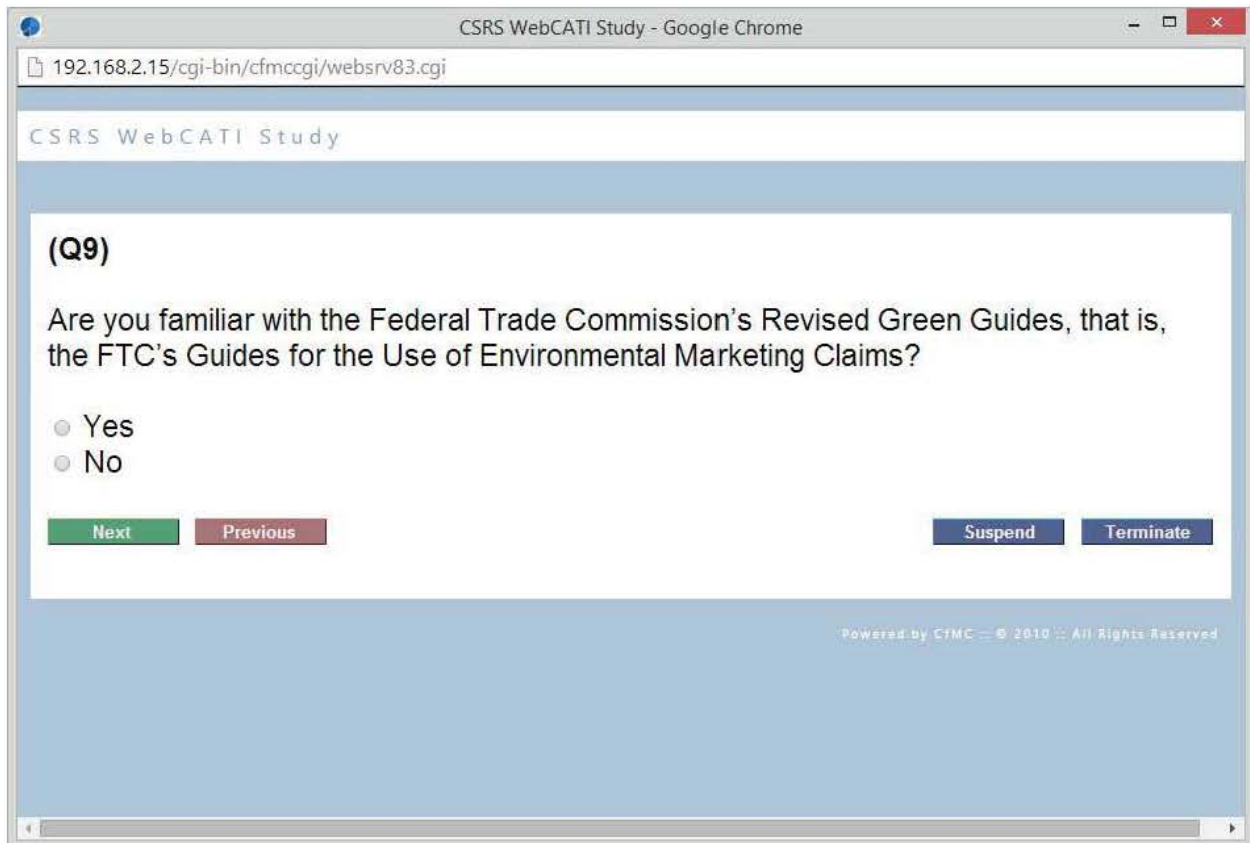 CSRS WebCATI Study - Google Chrome
192.168.2.15/cgi-bin/cfmccgi/websrv83.cgi
CSRS WebCATI Study
(Q9)
Are you familiar with the Federal Trade Commission's Revised Green Guides, that is,
the FTC's Guides for the Use of Environmental Marketing Claims?
Yes
No
Next Previous Suspend Terminate
Powered by CfMC :: © 2010 :: All Rights Reserved